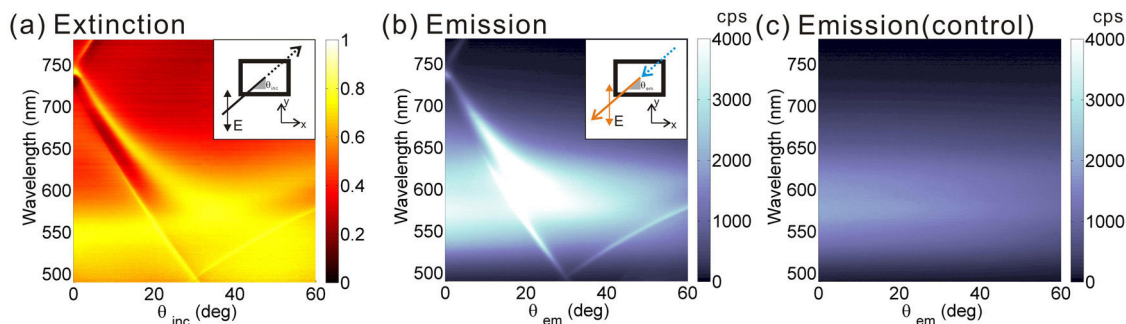 (a) Extinction
(b) Emission
cps
(c) Emission(control)
cps
Wavelength (nm)
750
700
650
600
550
500
0
20
40
60
θ inc (deg)
1
0.8
0.6
0.4
0.2
0
θinc
E
y
x
Wavelength (nm)
750
700
650
600
550
500
0
20
40
60
θ em (deg)
4000
3000
2000
1000
0
θem
E
y
x
Wavelength (nm)
750
700
650
600
550
500
0
20
40
60
θ em (deg)
4000
3000
2000
1000
0